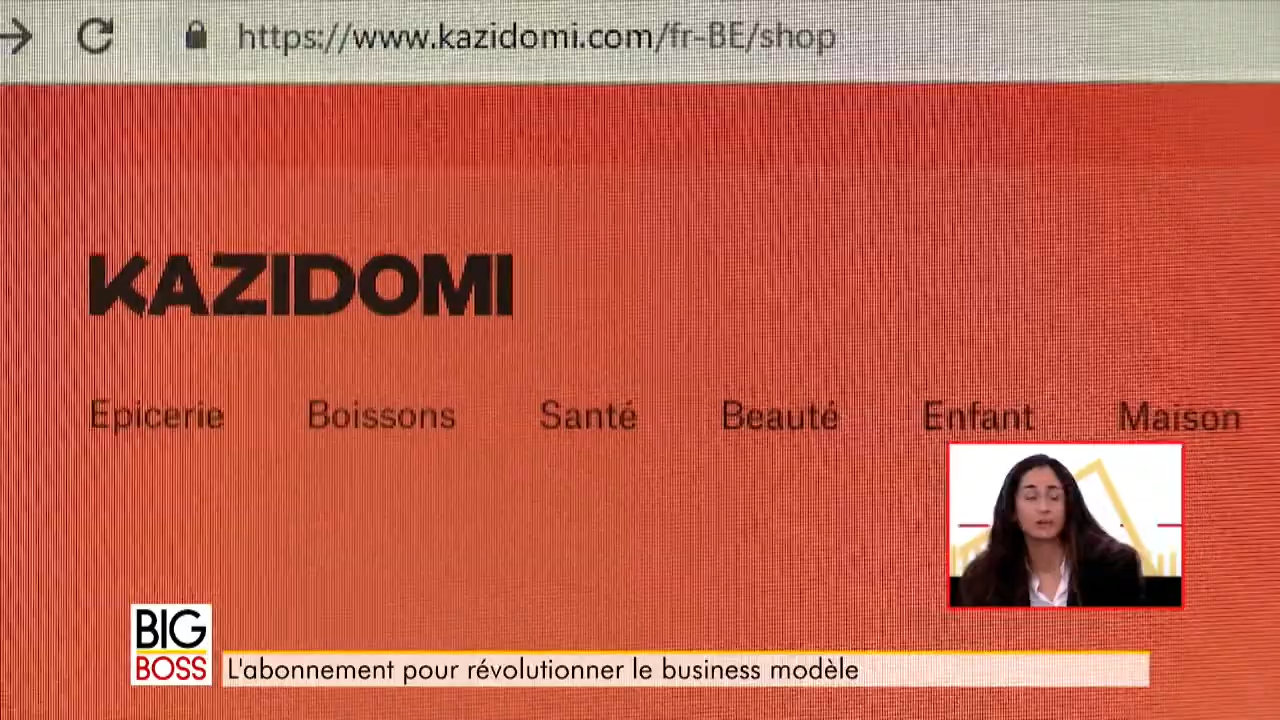 https://www.kazidomi.com/fr-BE/shop
KAZIDOMI
Epicerie Boissons Santé Beauté Enfant Maison
BIG
BOSS
L'abonnement pour révolutionner le business modèle